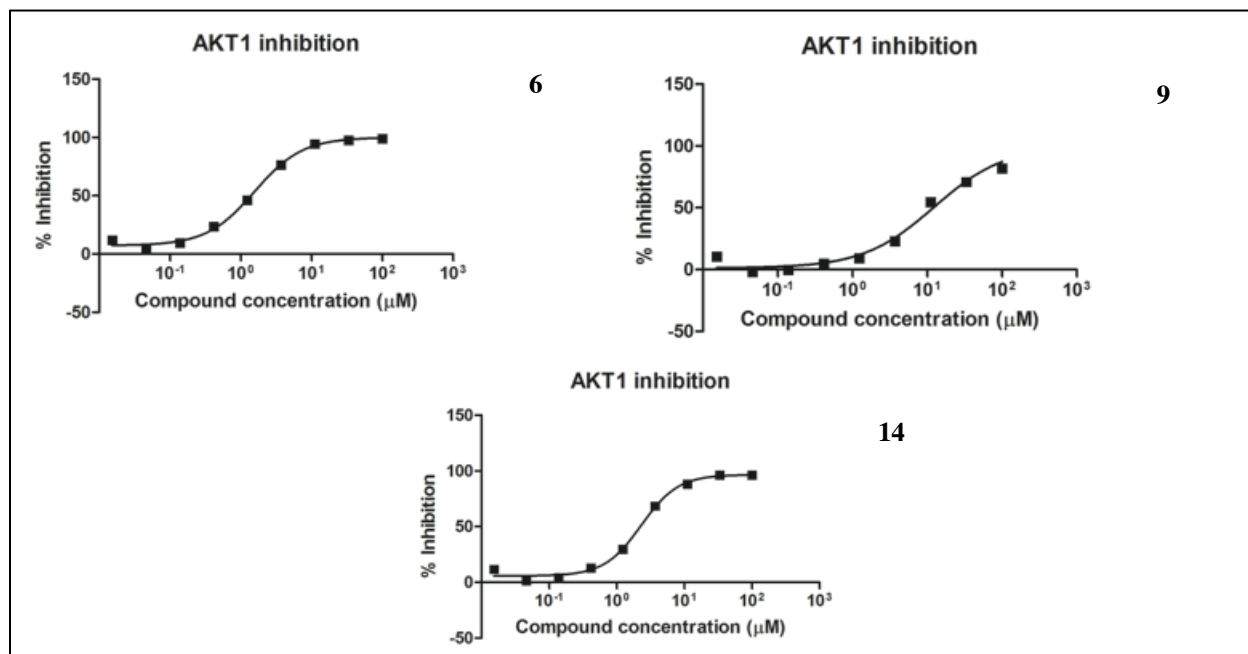 AKT1 inhibition
6
150
100
50
0
-50
% Inhibition
10⁻¹ 10⁰ 10¹ 10² 10³
Compound concentration (μM)
AKT1 inhibition
9
150
100
50
0
-50
% Inhibition
10⁻¹ 10⁰ 10¹ 10² 10³
Compound concentration (μM)
AKT1 inhibition
14
150
100
50
0
-50
% Inhibition
10⁻¹ 10⁰ 10¹ 10² 10³
Compound concentration (μM)